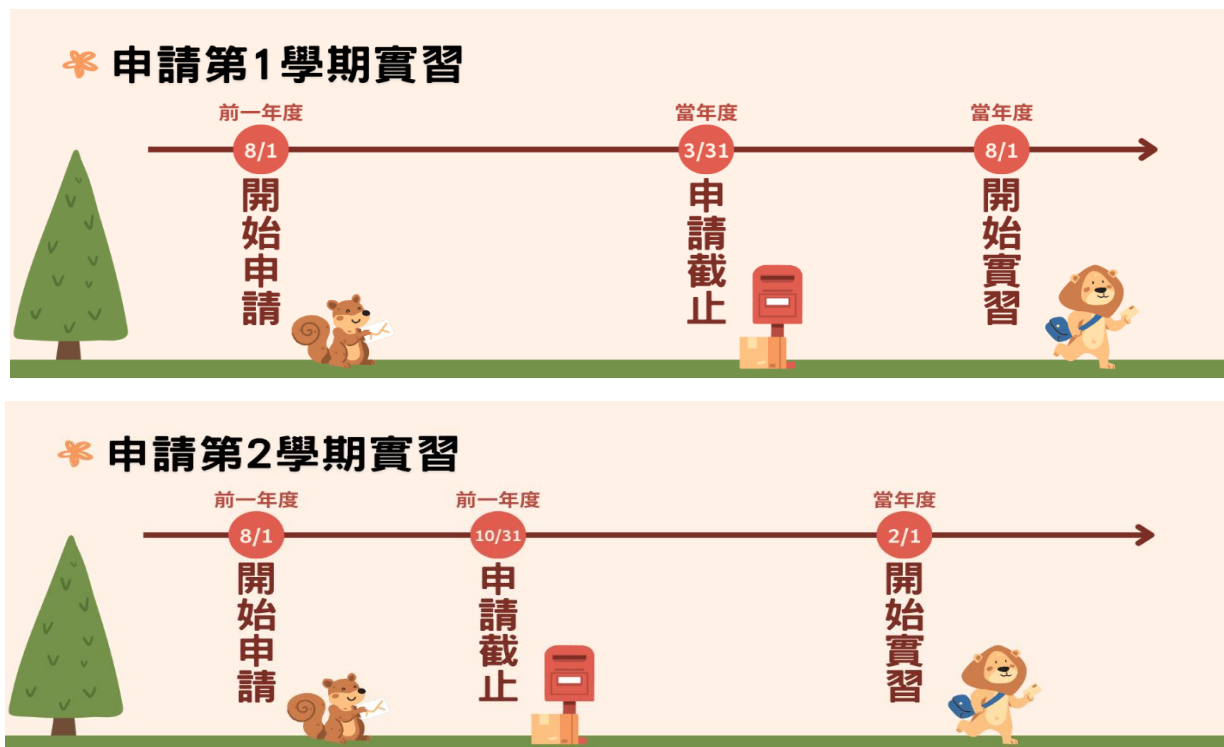 申請第1學期實習
前一年度
8/1
開始申請
當年度
3/31
申請截止
當年度
8/1
開始實習
申請第2學期實習
前一年度
8/1
開始申請
前一年度
10/31
申請截止
當年度
2/1
開始實習